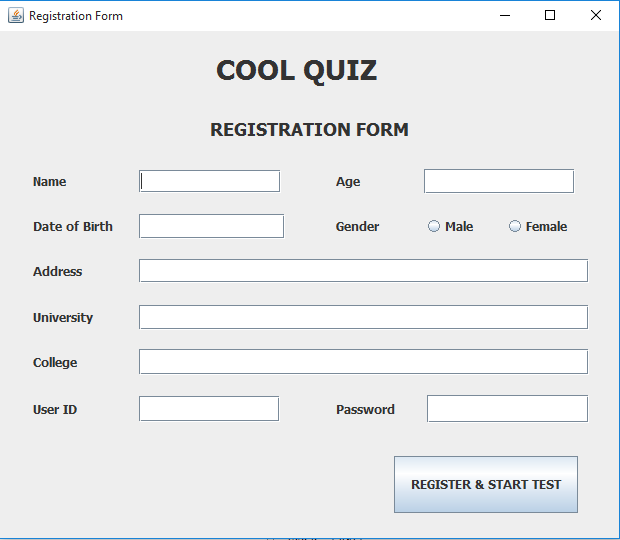 Registration Form
COOL QUIZ
REGISTRATION FORM
Name Age
Date of Birth Gender Male Female
Address
University
College
User ID Password
REGISTER & START TEST